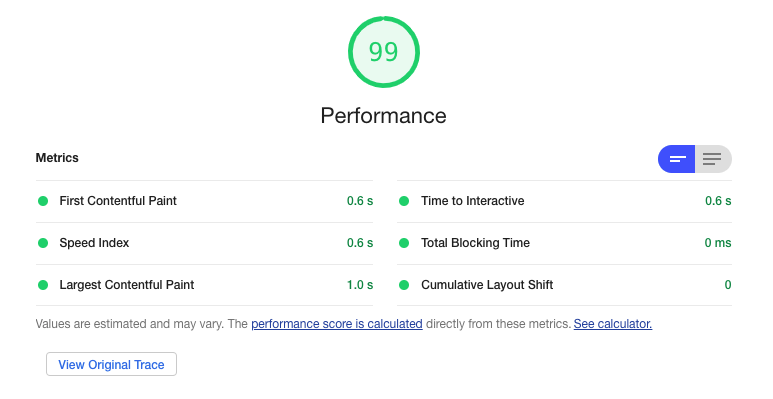 99
Performance
Metrics
First Contentful Paint 0.6 s
Time to Interactive 0.6 s
Speed Index 0.6 s
Total Blocking Time 0 ms
Largest Contentful Paint 1.0 s
Cumulative Layout Shift 0
Values are estimated and may vary. The performance score is calculated directly from these metrics. See calculator.
View Original Trace